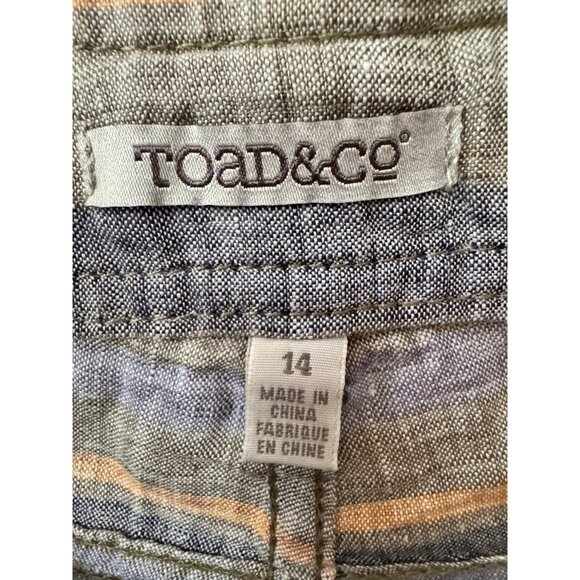 TOAD&CO®
14
MADE IN
CHINA
FABRIQUE
EN CHINE